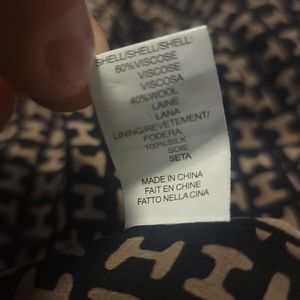 SHELL/SHELL/SHELL:
60%VISCOSE
VISCOSE
VISCOSA
40%WOOL
LAINE
LANA
LINING/REVETEMENT/
FODERA:
100%SILK
SOIE
SETA
MADE IN CHINA
FAIT EN CHINE
FATTO NELLA CINA